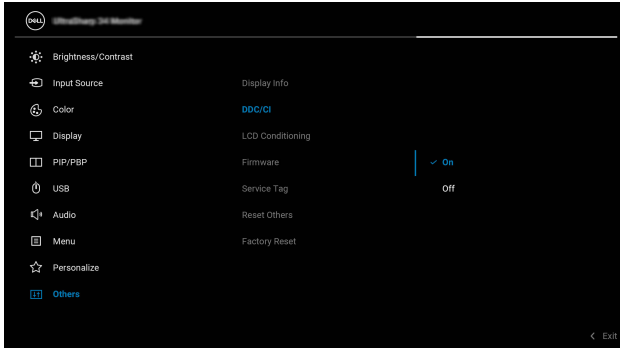 DELL
UltraSharp 34 Monitor
Brightness/Contrast
Input Source
Display Info
Color
DDC/CI
Display
LCD Conditioning
PIP/PBP
Firmware
On
USB
Service Tag
Off
Audio
Reset Others
Menu
Factory Reset
Personalize
Others
Exit